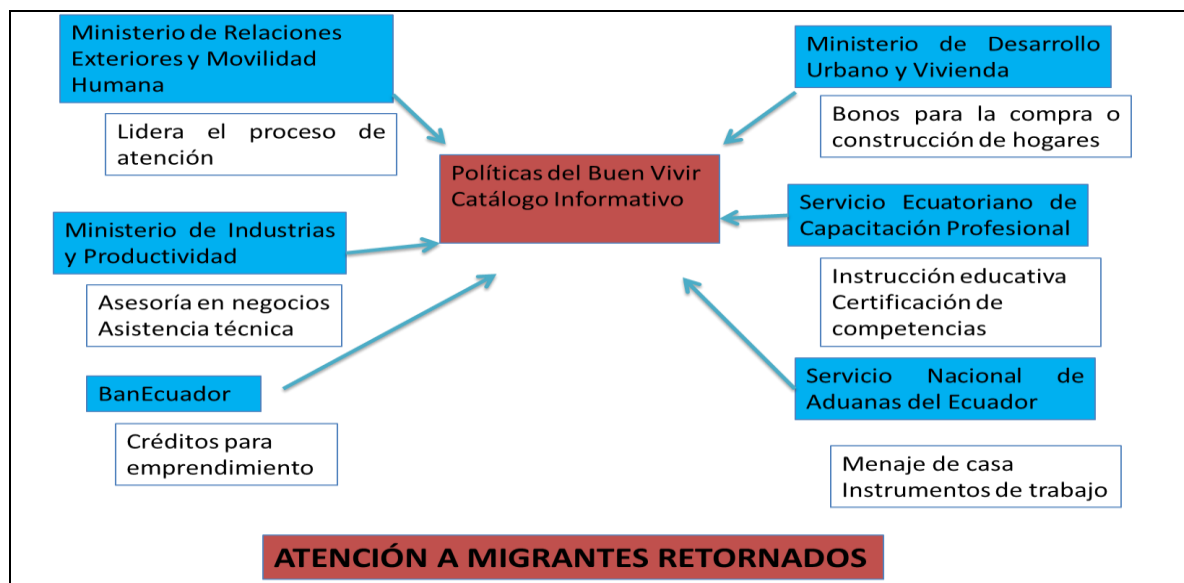 Ministerio de Relaciones
Exteriores y Movilidad
Humana
Lidera el proceso de
atención
Ministerio de Industrias
y Productividad
Asesoría en negocios
Asistencia técnica
BanEcuador
Créditos para
emprendimiento
Políticas del Buen Vivir
Catálogo Informativo
Ministerio de Desarrollo
Urbano y Vivienda
Bonos para la compra o
construcción de hogares
Servicio Ecuatoriano de
Capacitación Profesional
Instrucción educativa
Certificación de
competencias
Servicio Nacional de
Aduanas del Ecuador
Menaje de casa
Instrumentos de trabajo
ATENCIÓN A MIGRANTES RETORNADOS